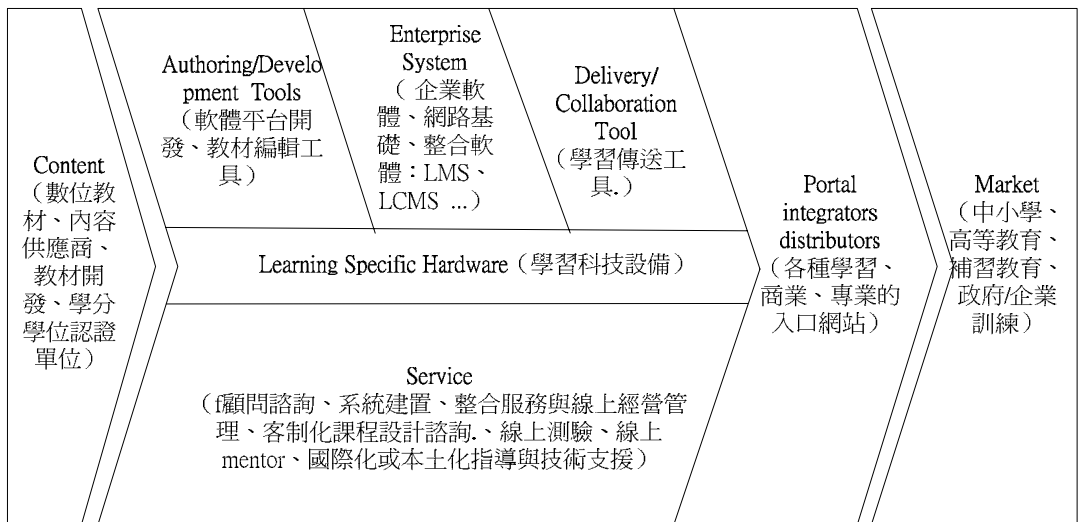 Content
（數位教
材、內容
供應商、
教材開
發、學分
學位認證
單位）
Authoring/Develo
pment Tools
（軟體平台開
發、教材編輯工
具）
Enterprise
System
（ 企業軟
體、網路基
礎、整合軟
體：LMS、
LCMS ...）
Delivery/
Collaboration
Tool
（學習傳送工
具.）
Learning Specific Hardware（學習科技設備）
Service
（f顧問諮詢、系統建置、整合服務與線上經營管
理、客制化課程設計諮詢.、線上測驗、線上
mentor、國際化或本土化指導與技術支援）
Portal
integrators
distributors
（各種學習、
商業、專業的
入口網站）
Market
（中小學、
高等教育、
補習教育、
政府/企業
訓練）